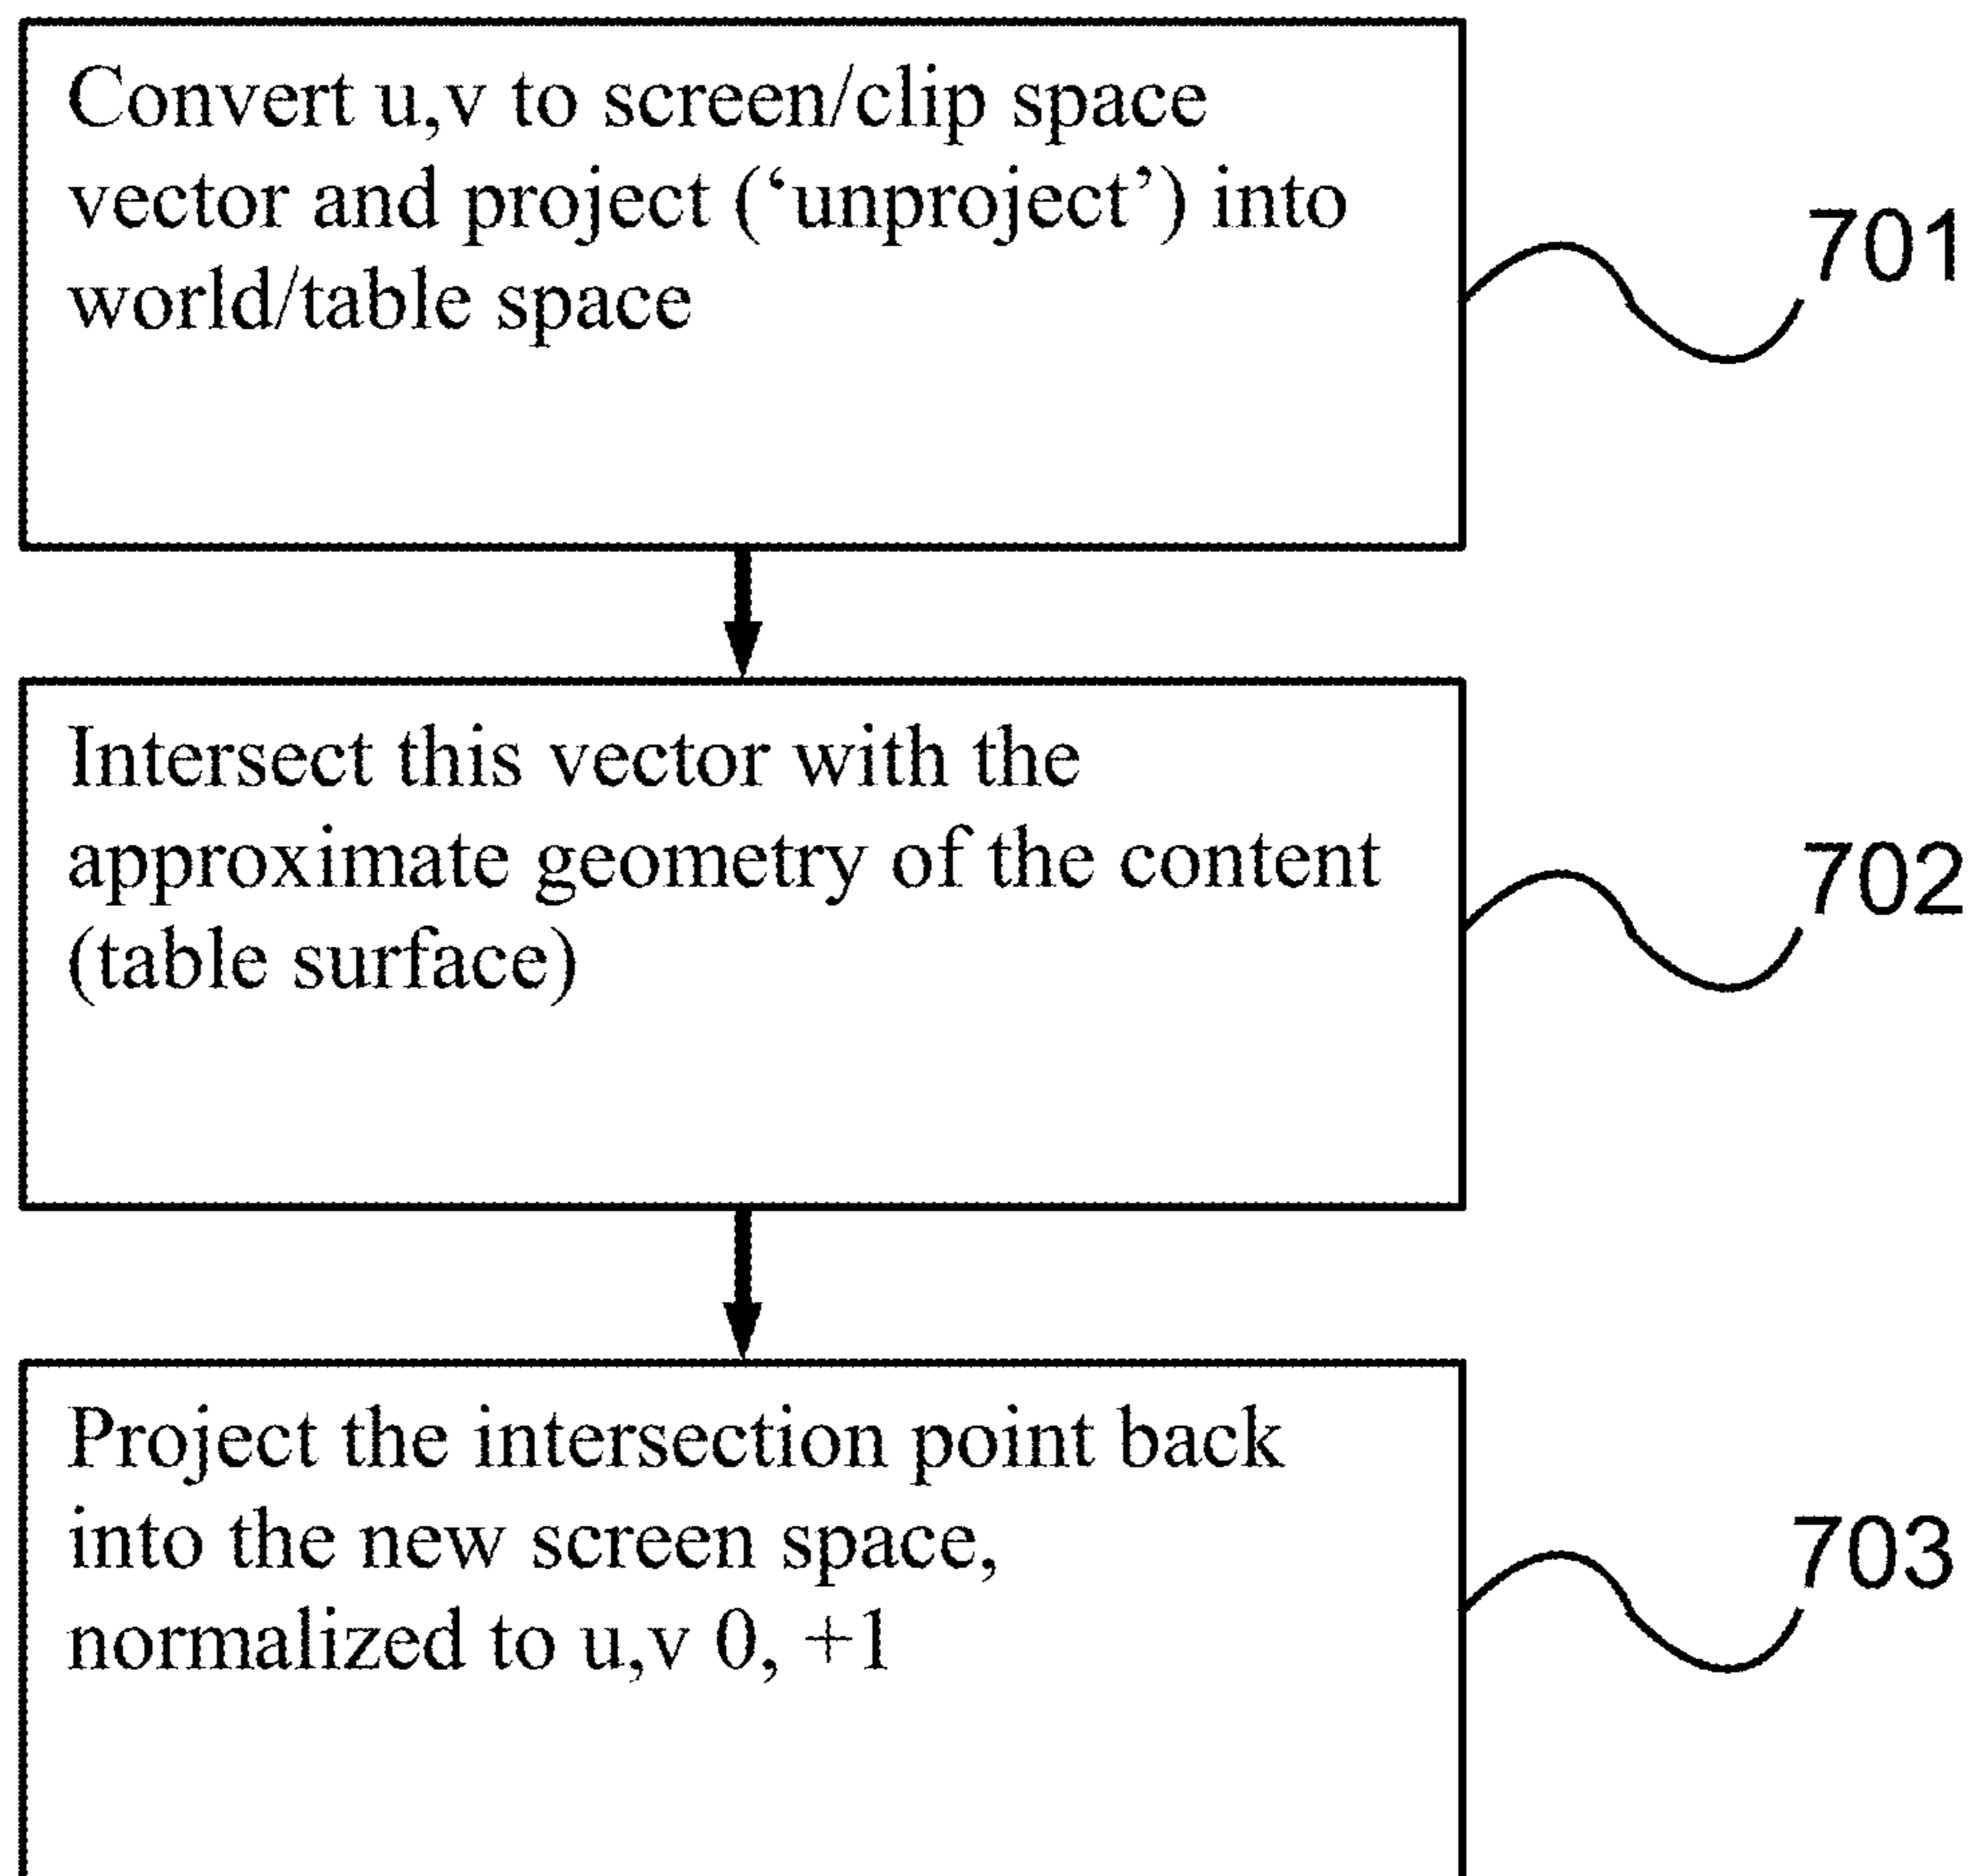 Convert u,v to screen/clip space
vector and project (‘unproject’) into
world/table space
701
Intersect this vector with the
approximate geometry of the content
(table surface)
702
Project the intersection point back
into the new screen space,
normalized to u,v 0, +1
703